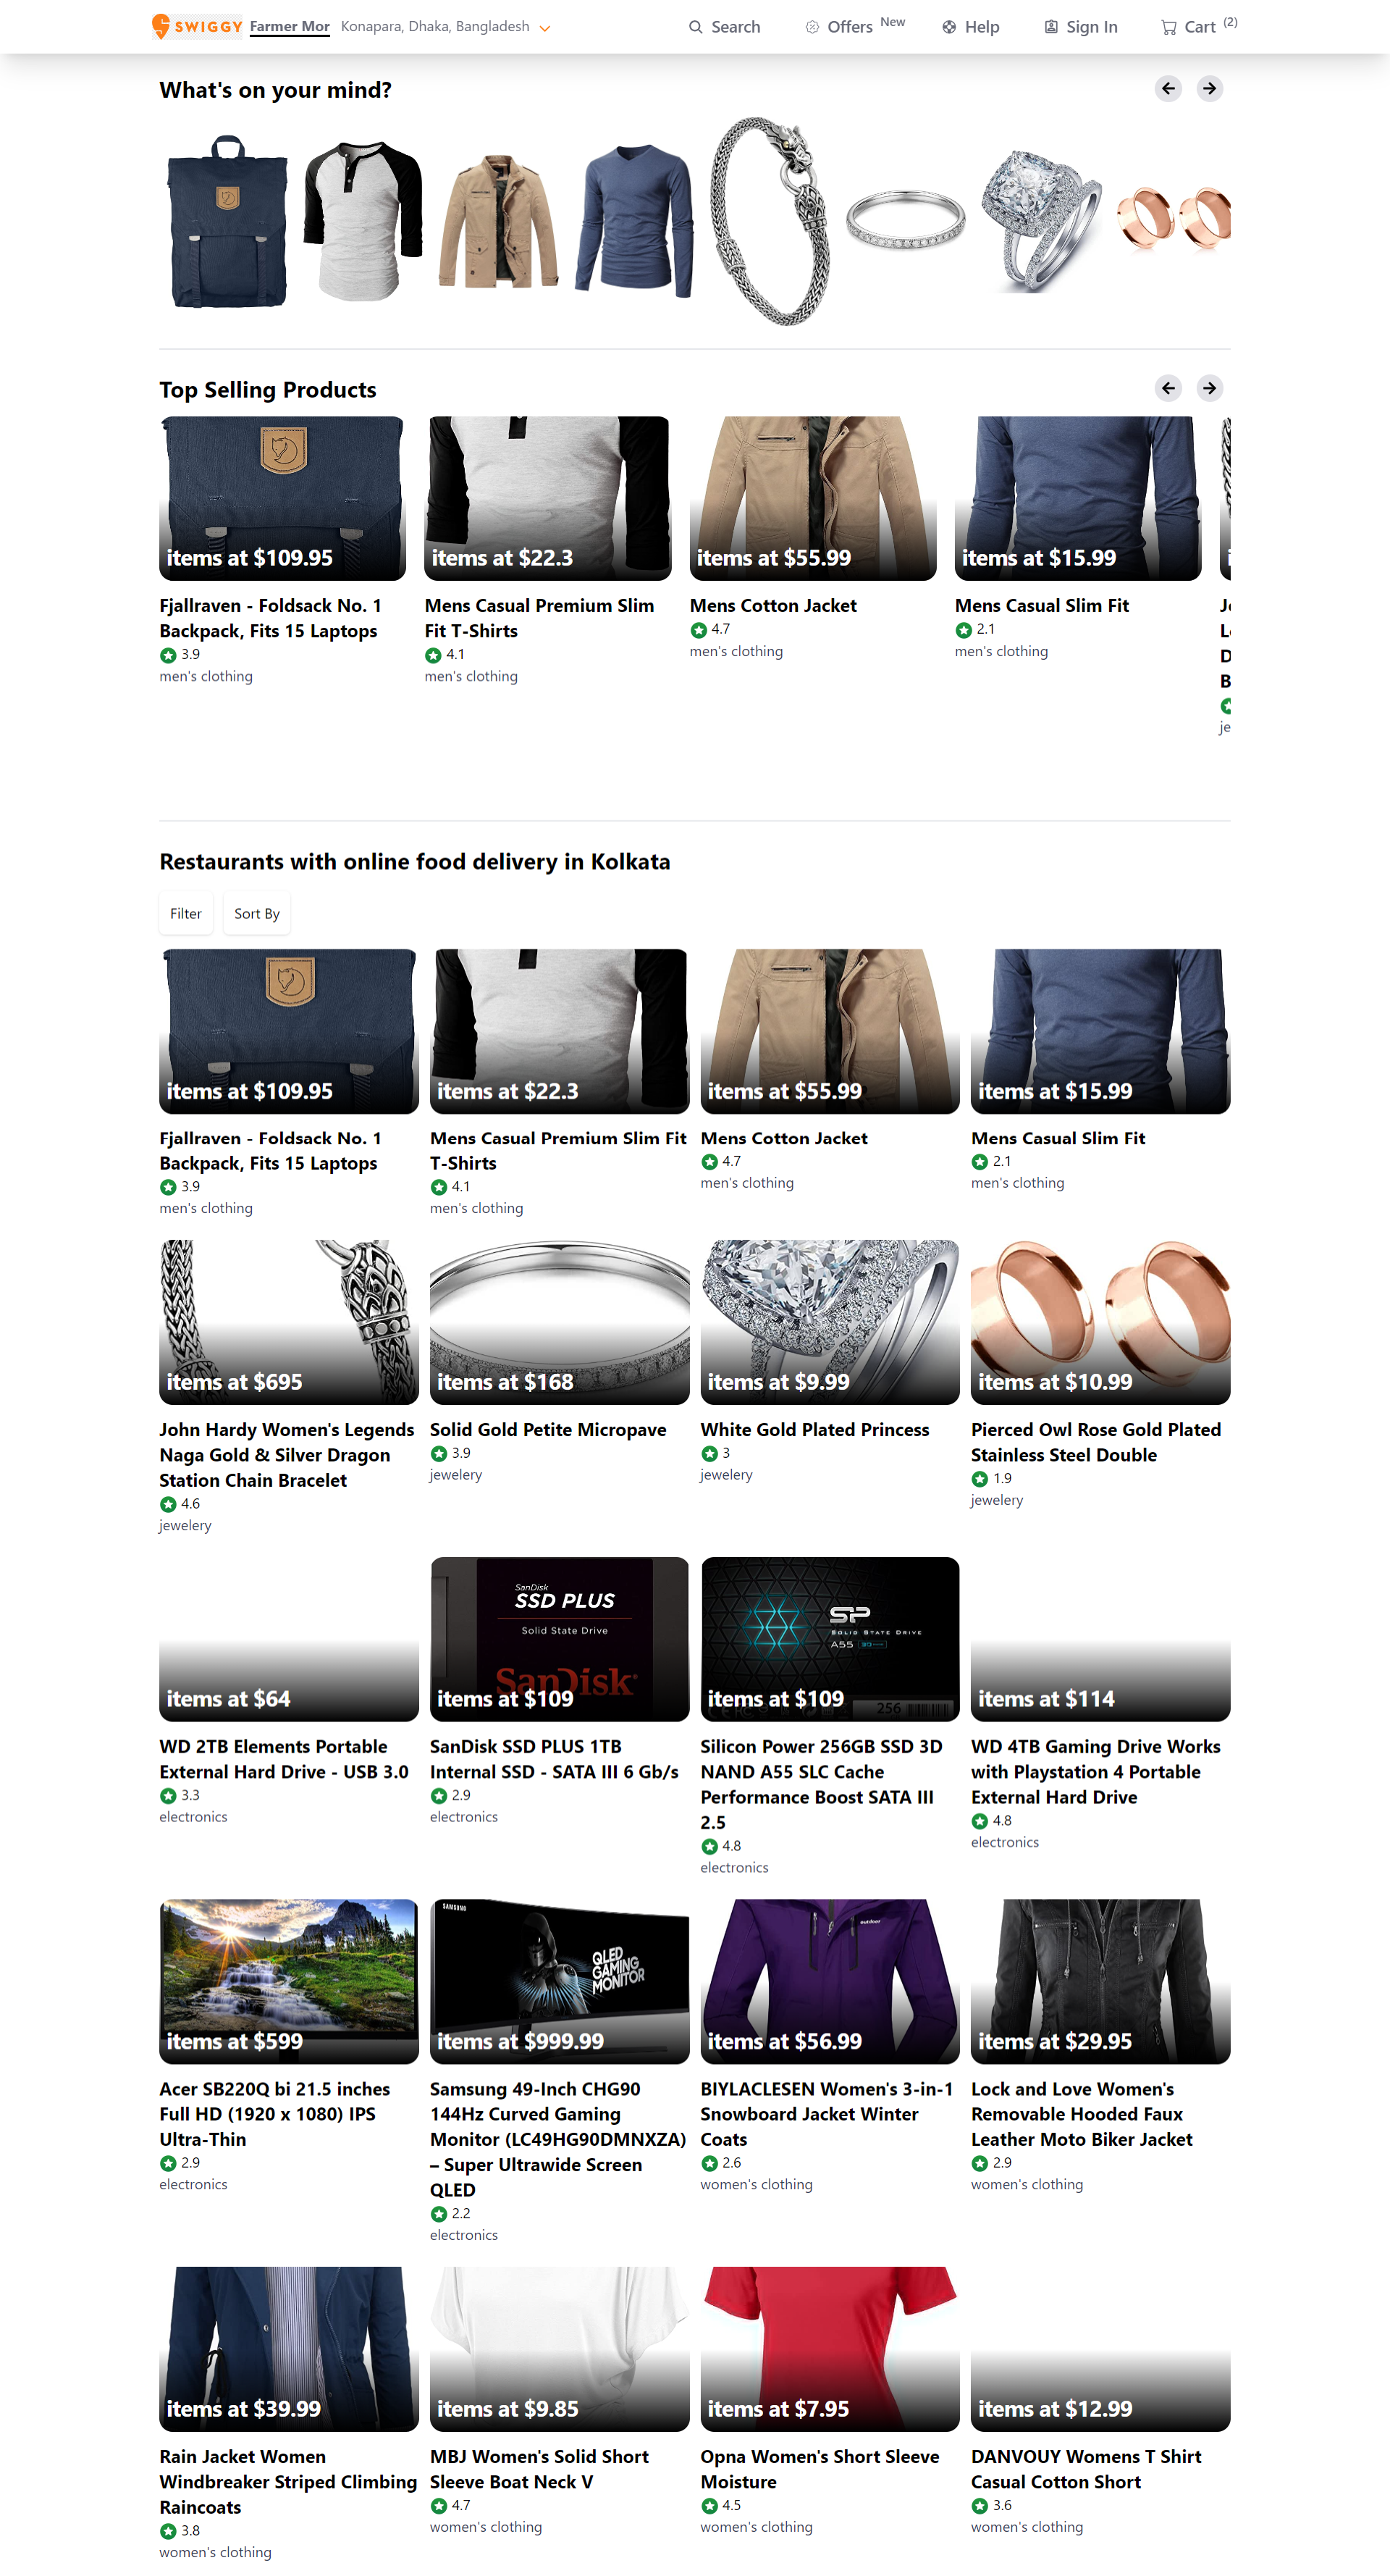 SWIGGY Farmer Mor Konapara, Dhaka, Bangladesh Search Offers New Help Sign In Cart (2)
What's on your mind?
Top Selling Products
items at $109.95 items at $22.3 items at $55.99 items at $15.99
Fjallraven - Foldsack No. 1 Mens Casual Premium Slim Mens Cotton Jacket Mens Casual Slim Fit
Backpack, Fits 15 Laptops Fit T-Shirts 4.7 2.1
3.9 4.1 men's clothing men's clothing
men's clothing men's clothing
Restaurants with online food delivery in Kolkata
Filter Sort By
items at $109.95 items at $22.3 items at $55.99 items at $15.99
Fjallraven - Foldsack No. 1 Mens Casual Premium Slim Fit Mens Cotton Jacket Mens Casual Slim Fit
Backpack, Fits 15 Laptops T-Shirts 4.7 2.1
3.9 4.1 men's clothing men's clothing
men's clothing men's clothing
items at $695 items at $168 items at $9.99 items at $10.99
John Hardy Women's Legends Solid Gold Petite Micropave White Gold Plated Princess Pierced Owl Rose Gold Plated
Naga Gold & Silver Dragon 3.9 3 Stainless Steel Double
Station Chain Bracelet jewelery jewelery 1.9
4.6 jewelery
jewelery
SanDisk
SSD PLUS
Solid State Drive
SanDisk
SP
SOLID STATE DRIVE
A55
256
items at $64 items at $109 items at $109 items at $114
WD 2TB Elements Portable SanDisk SSD PLUS 1TB Silicon Power 256GB SSD 3D WD 4TB Gaming Drive Works
External Hard Drive - USB 3.0 Internal SSD - SATA III 6 Gb/s NAND A55 SLC Cache with Playstation 4 Portable
3.3 2.9 Performance Boost SATA III External Hard Drive
electronics electronics 2.5 4.8
4.8 electronics
electronics
SAMSUNG
QLED
GAMING
MONITOR
outdoor
items at $599 items at $999.99 items at $56.99 items at $29.95
Acer SB220Q bi 21.5 inches Samsung 49-Inch CHG90 BIYLACLESEN Women's 3-in-1 Lock and Love Women's
Full HD (1920 x 1080) IPS 144Hz Curved Gaming Snowboard Jacket Winter Removable Hooded Faux
Ultra-Thin Monitor (LC49HG90DMNXZA) Coats Leather Moto Biker Jacket
2.9 – Super Ultrawide Screen 2.6 2.9
electronics QLED women's clothing women's clothing
2.2
electronics
items at $39.99 items at $9.85 items at $7.95 items at $12.99
Rain Jacket Women MBJ Women's Solid Short Opna Women's Short Sleeve DANVOUY Womens T Shirt
Windbreaker Striped Climbing Sleeve Boat Neck V Moisture Casual Cotton Short
Raincoats 4.7 4.5 3.6
3.8 women's clothing women's clothing women's clothing
women's clothing